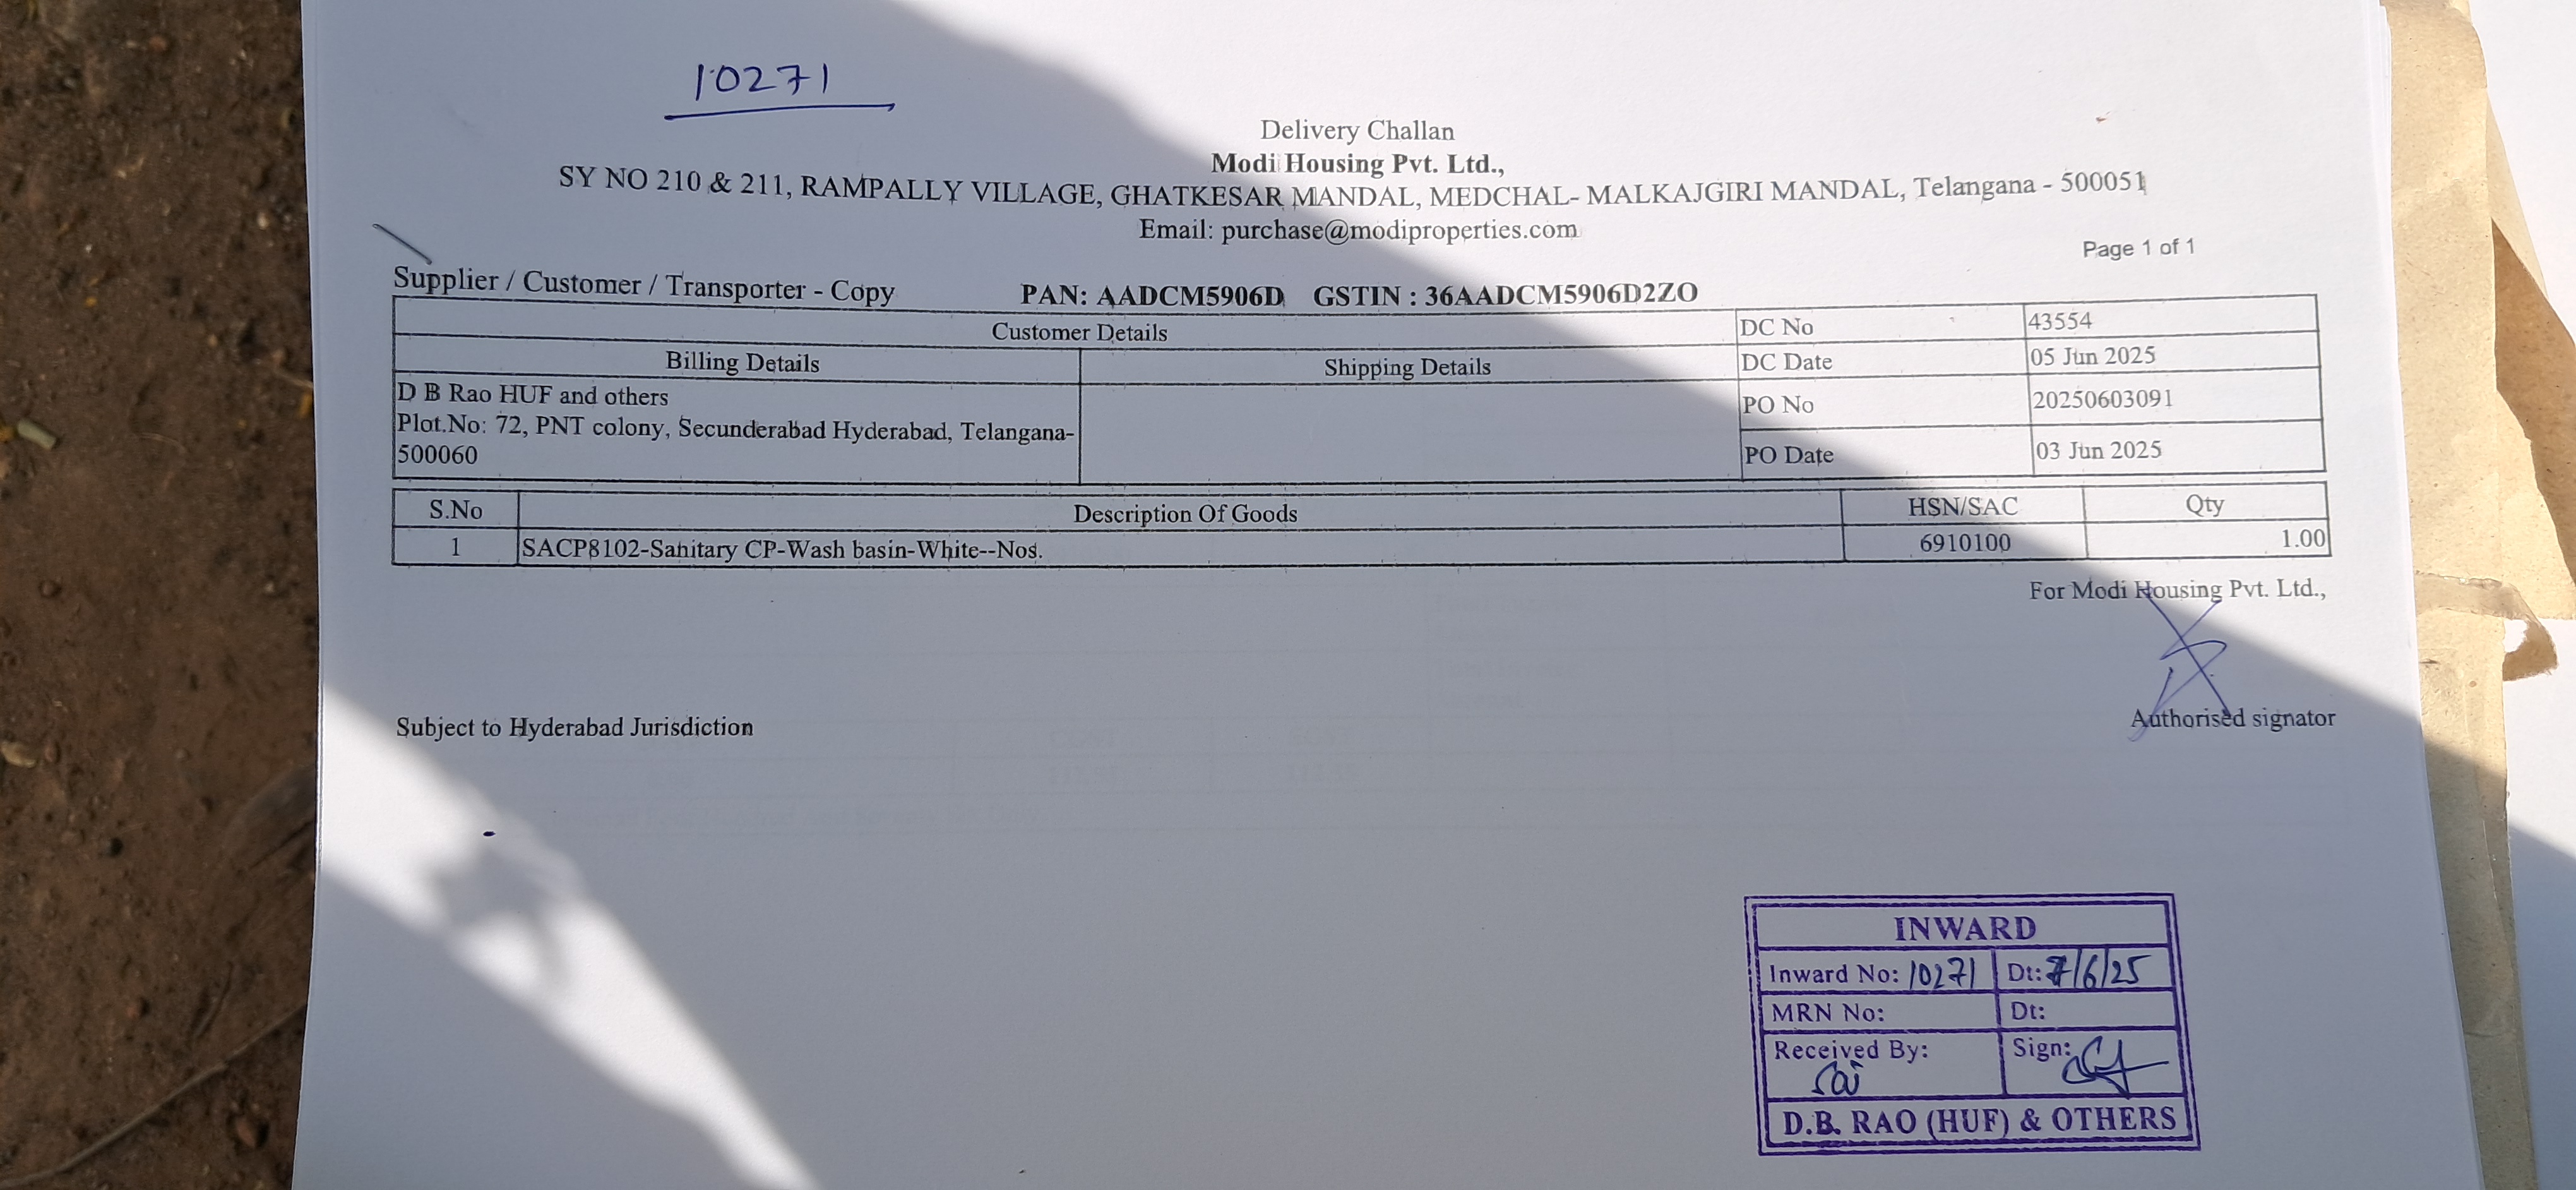 10271
Delivery Challan
Modi Housing Pvt. Ltd.,
SY NO 210 & 211, RAMPALLY VILLAGE, GHATKESAR MANDAL, MEDCHAL- MALKAJGIRI MANDAL, Telangana - 500051
Email: purchase@modiproperties.com
Page 1 of 1
Supplier / Customer / Transporter - Copy PAN: AADCM5906D GSTIN : 36AADCM5906D2ZO
Customer Details
DC No 43554
Billing Details Shipping Details
DC Date 05 Jun 2025
D B Rao HUF and others
Plot.No: 72, PNT colony, Secunderabad Hyderabad, Telangana-
500060
PO No 20250603091
PO Date 03 Jun 2025
S.No Description Of Goods HSN/SAC Qty
1 SACP8102-Sanitary CP-Wash basin-White--Nos. 6910100 1.00
For Modi Housing Pvt. Ltd.,
Authorised signator
Subject to Hyderabad Jurisdiction
INWARD
Inward No: 10271 Dt: 7/6/25
MRN No: Dt:
Received By: Sign:
Sai
D.B. RAO (HUF) & OTHERS